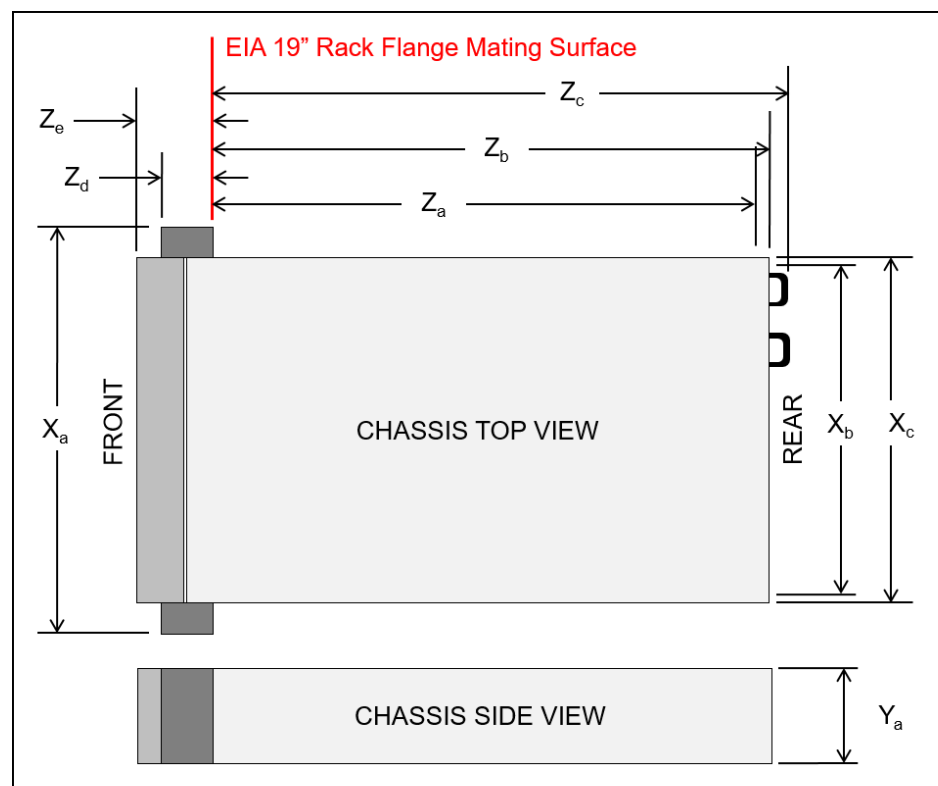 EIA 19” Rack Flange Mating Surface
Zc
Ze
Zb
Zd
Za
FRONT
Xa
CHASSIS TOP VIEW
REAR
Xb
Xc
CHASSIS SIDE VIEW
Ya